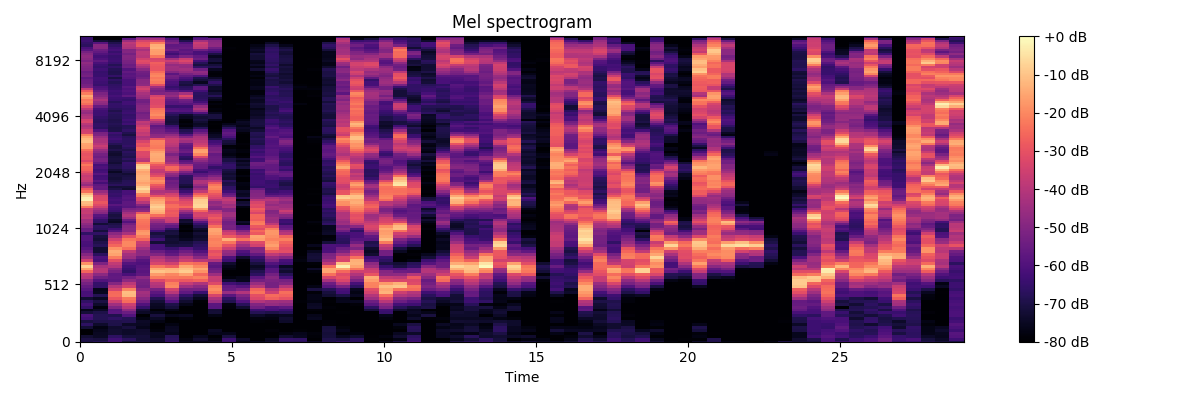 Mel spectrogram
+0 dB
8192
-10 dB
-20 dB
4096
-30 dB
Hz
2048
-40 dB
-50 dB
1024
-60 dB
512
-70 dB
0
-80 dB
0 5 10 15 20 25
Time